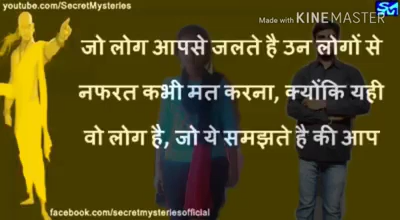 youtube.com/SecretMysteries
Made with KINEMASTER
SM
जो लोग आपसे जलते है उन लोगों से
नफरत कभी मत करना, क्योंकि यही
वो लोग है, जो ये समझते है की आप
facebook.com/secretmysteriesofficial